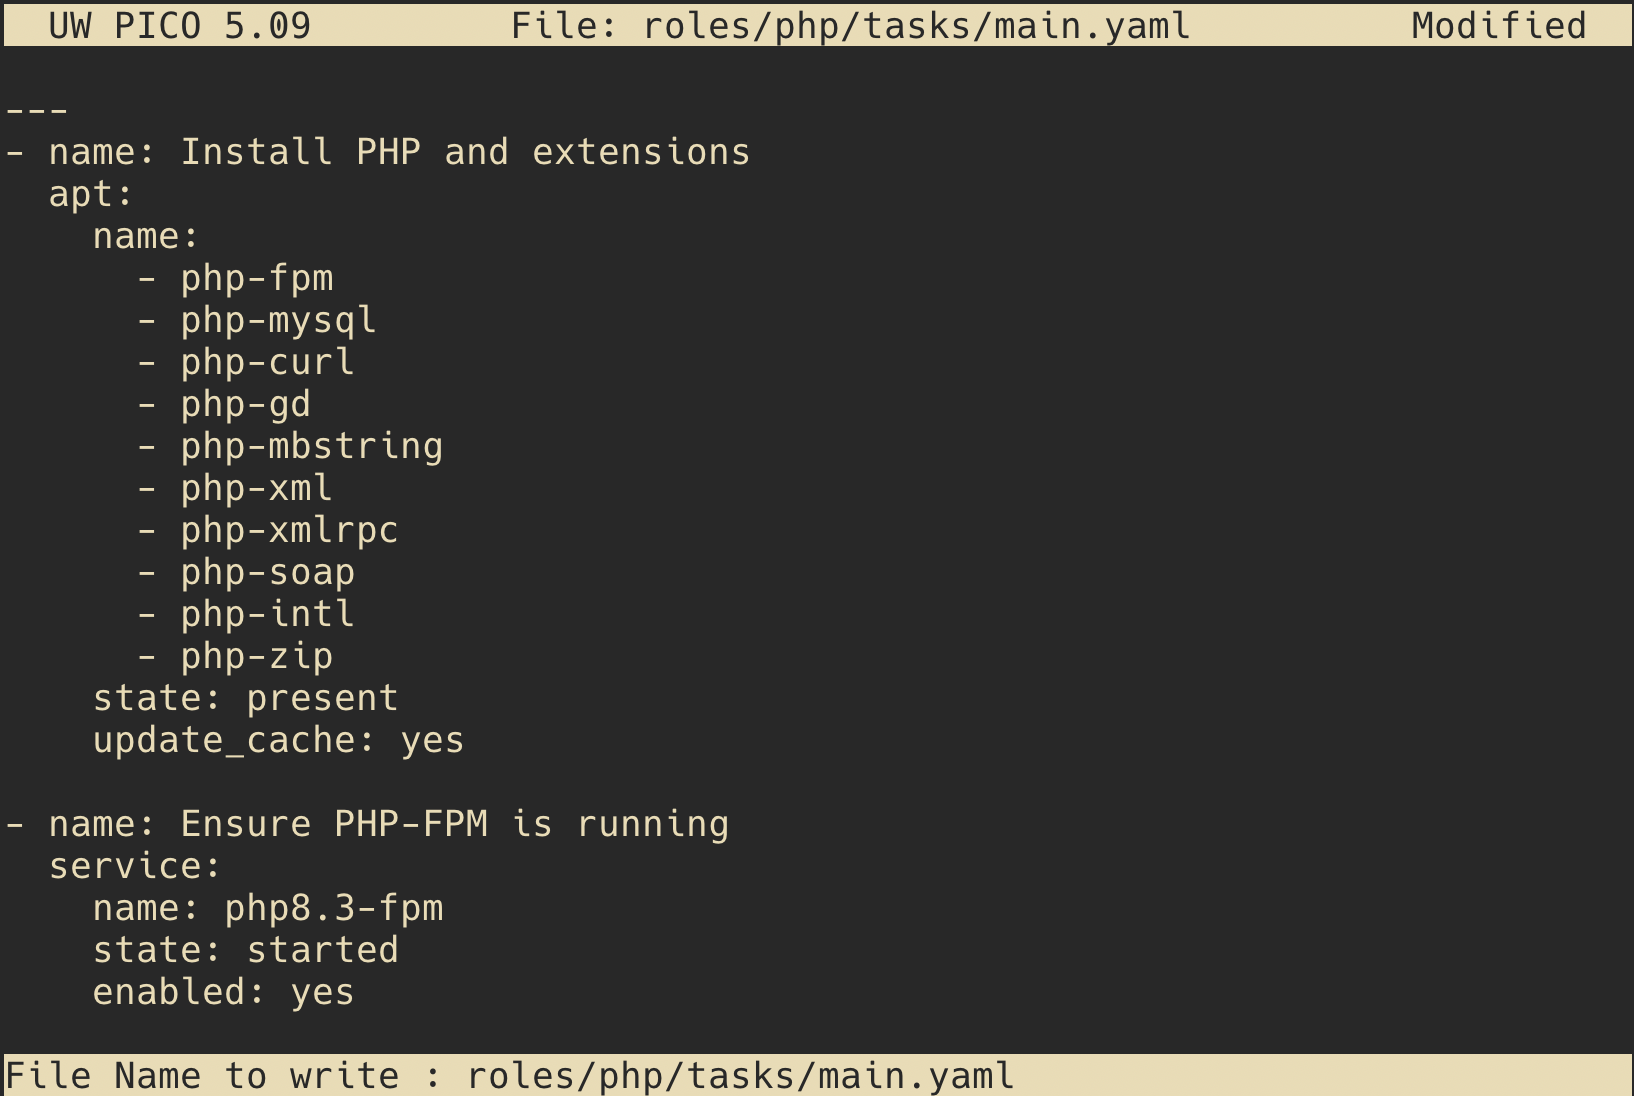 UW PICO 5.09 File: roles/php/tasks/main.yaml Modified
---
- name: Install PHP and extensions
  apt:
    name:
      - php-fpm
      - php-mysql
      - php-curl
      - php-gd
      - php-mbstring
      - php-xml
      - php-xmlrpc
      - php-soap
      - php-intl
      - php-zip
    state: present
    update_cache: yes

- name: Ensure PHP-FPM is running
  service:
    name: php8.3-fpm
    state: started
    enabled: yes

File Name to write : roles/php/tasks/main.yaml